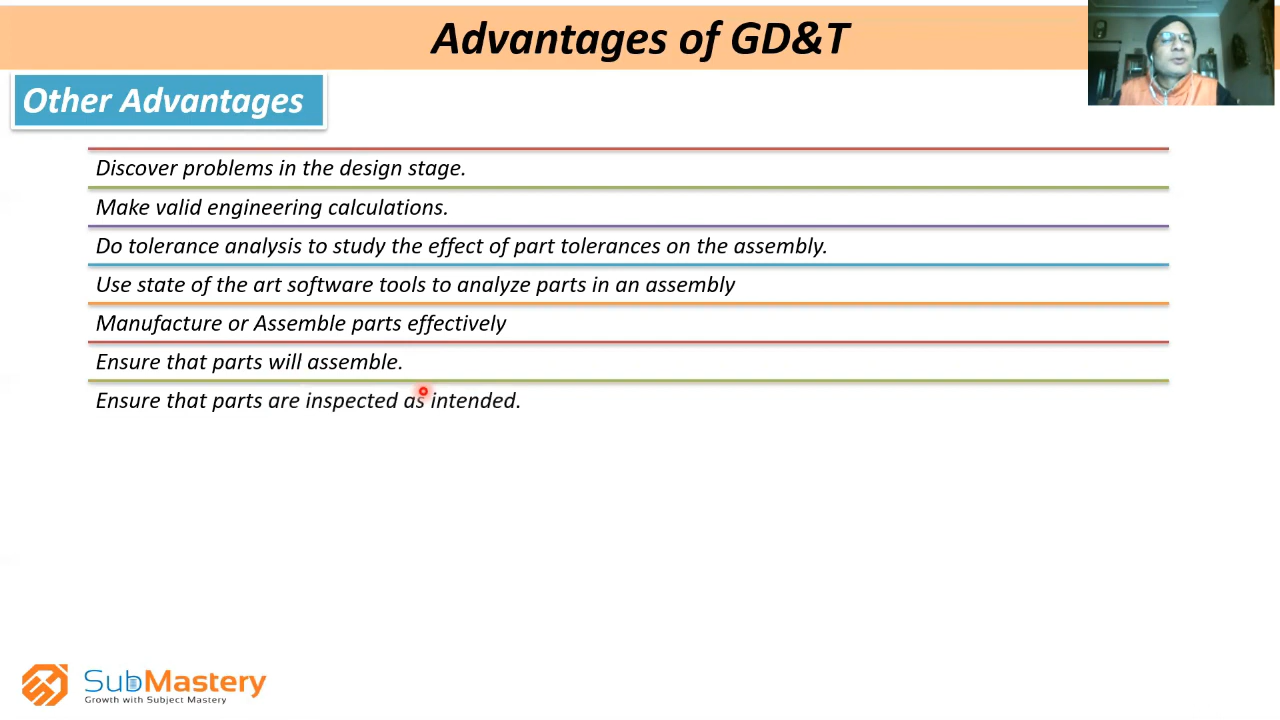 Advantages of GD&T
Other Advantages
Discover problems in the design stage.
Make valid engineering calculations.
Do tolerance analysis to study the effect of part tolerances on the assembly.
Use state of the art software tools to analyze parts in an assembly
Manufacture or Assemble parts effectively
Ensure that parts will assemble.
Ensure that parts are inspected as intended.
SubMastery
Growth with Subject Mastery